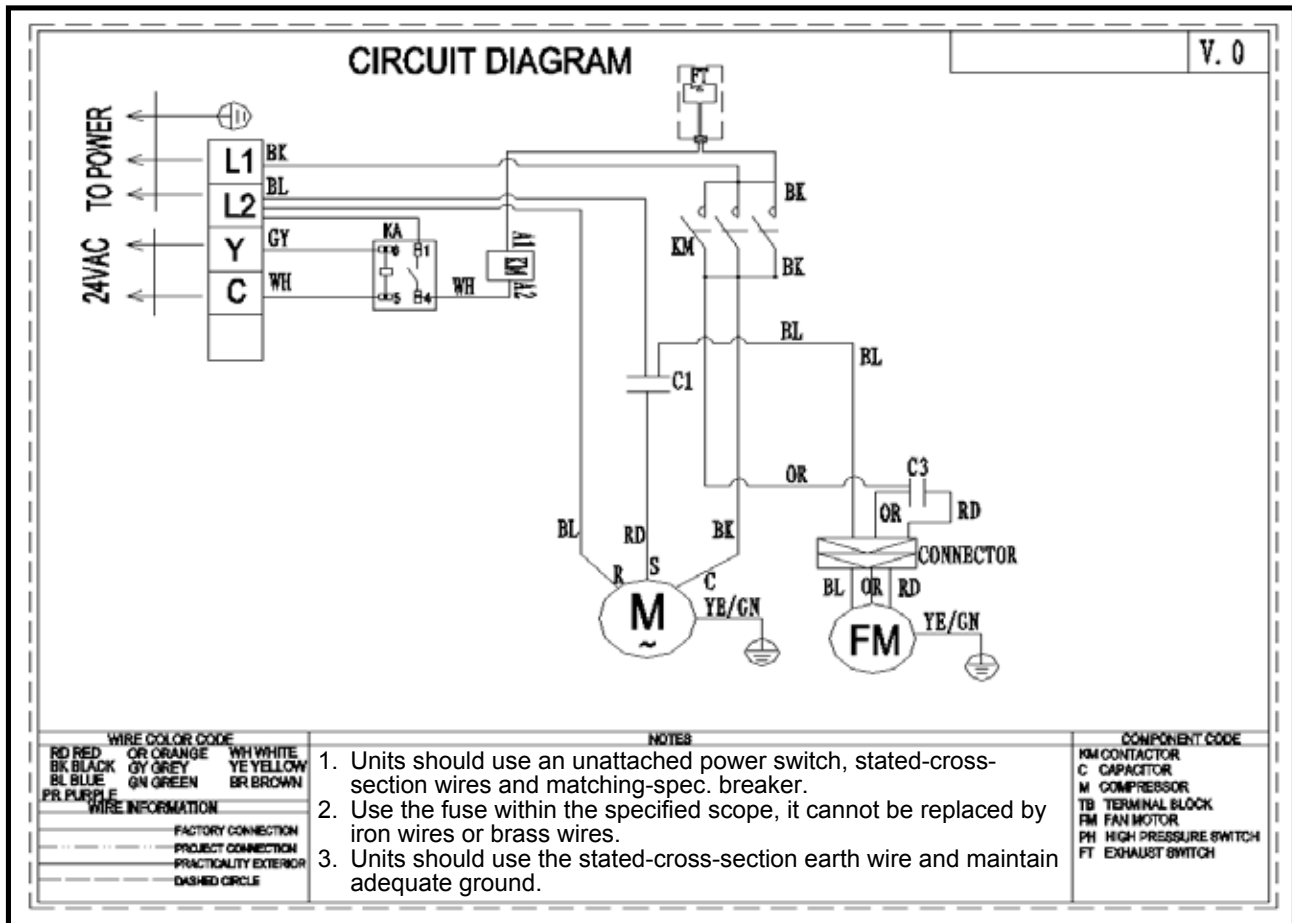 CIRCUIT DIAGRAM
V. 0
FT
TO POWER
L1
BK
BL
L2
24VAC
Y
GY
KA
6
1
C
WH
5
4
WH
A1
KM
A2
KM
BK
BK
BL
BL
C1
OR
C3
OR
RD
BL
RD
BK
CONNECTOR
R
S
C
BL
OR
RD
M
~
YE/GN
FM
YE/GN
WIRE COLOR CODE
RD RED OR ORANGE WH WHITE
BK BLACK GY GREY YE YELLOW
BL BLUE GN GREEN BR BROWN
PR PURPLE
WIRE INFORMATION
FACTORY CONNECTION
PROJECT CONNECTION
PRACTICALITY EXTERIOR
DASHED CIRCLE
NOTES
1. Units should use an unattached power switch, stated-cross-
section wires and matching-spec. breaker.
2. Use the fuse within the specified scope, it cannot be replaced by
iron wires or brass wires.
3. Units should use the stated-cross-section earth wire and maintain
adequate ground.
COMPONENT CODE
KM CONTACTOR
C CAPACITOR
M COMPRESSOR
TB TERMINAL BLOCK
FM FAN MOTOR
PH HIGH PRESSURE SWITCH
FT EXHAUST SWITCH